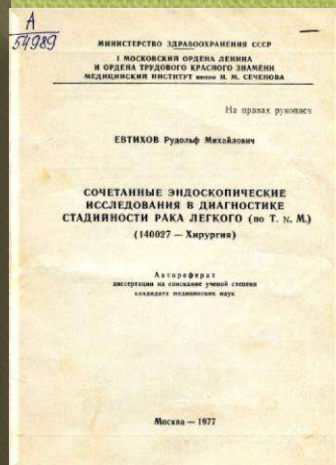 А
54989
МИНИСТЕРСТВО ЗДРАВООХРАНЕНИЯ СССР
I МОСКОВСКИЙ ОРДЕНА ЛЕНИНА
И ОРДЕНА ТРУДОВОГО КРАСНОГО ЗНАМЕНИ
МЕДИЦИНСКИЙ ИНСТИТУТ имени И. М. СЕЧЕНОВА
На правах рукописи
ЕВТИХОВ Рудольф Михайлович
СОЧЕТАННЫЕ ЭНДОСКОПИЧЕСКИЕ
ИССЛЕДОВАНИЯ В ДИАГНОСТИКЕ
СТАДИЙНОСТИ РАКА ЛЕГКОГО (по Т. N. М.)
(140027 — Хирургия)
Автореферат
диссертации на соискание ученой степени
кандидата медицинских наук
Москва — 1977